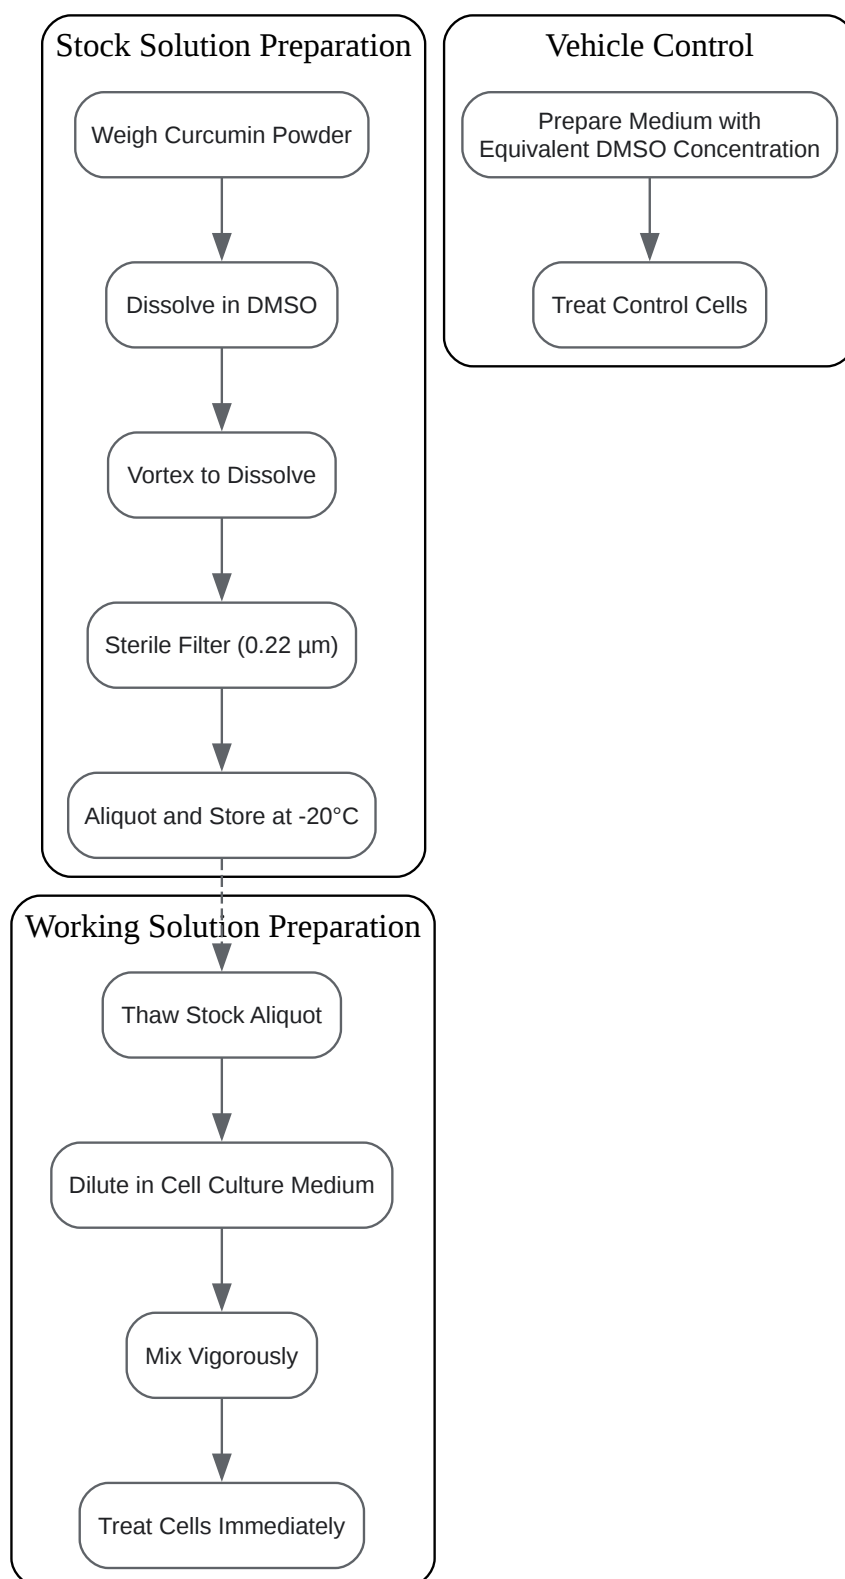 Stock Solution Preparation
Weigh Curcumin Powder
Dissolve in DMSO
Vortex to Dissolve
Sterile Filter (0.22 µm)
Aliquot and Store at -20°C
Working Solution Preparation
Thaw Stock Aliquot
Dilute in Cell Culture Medium
Mix Vigorously
Treat Cells Immediately
Vehicle Control
Prepare Medium with
Equivalent DMSO Concentration
Treat Control Cells